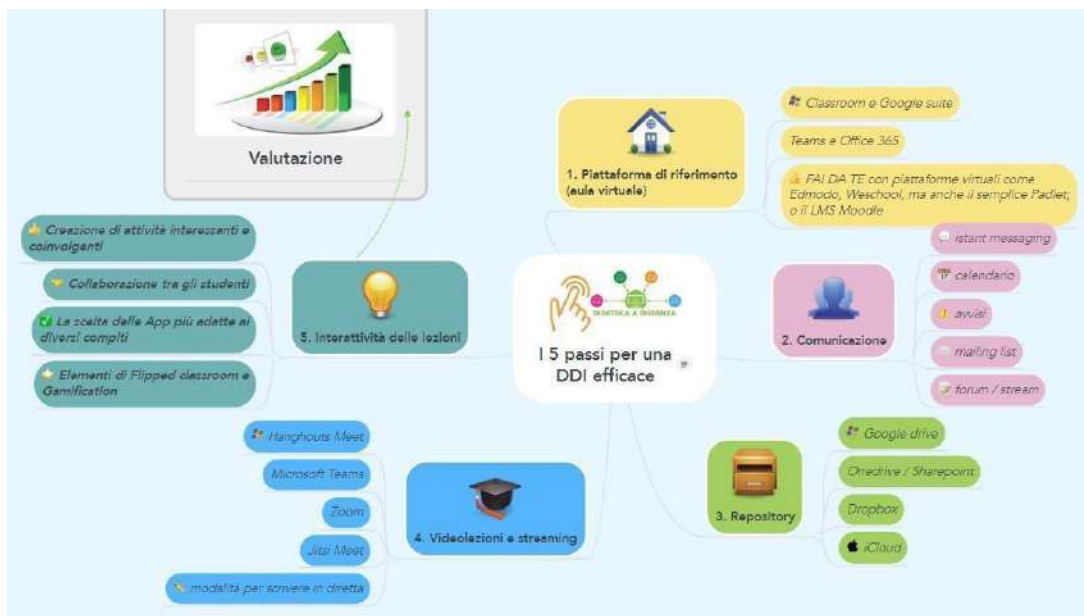 Valutazione
1. Piattaforma di riferimento
(aula virtuale)
Classroom e Google suite
Teams e Office 365
FAI DA TE con piattaforme virtuali come
Edmodo, Weschool, ma anche il semplice Padlet;
o il LMS Moodle
2. Comunicazione
istant messaging
calendario
avvisi
mailing list
forum / stream
DIDATTICA A DISTANZA
I 5 passi per una
DDI efficace
3. Repository
Google drive
Onedrive / Sharepoint
Dropbox
iCloud
4. Videolezioni e streaming
Hanghouts Meet
Microsoft Teams
Zoom
Jitsi Meet
modalità per scrivere in diretta
5. Interattività delle lezioni
Creazione di attività interessanti e
coinvolgenti
Collaborazione tra gli studenti
La scelta delle App più adatte ai
diversi compiti
Elementi di Flipped classroom e
Gamification